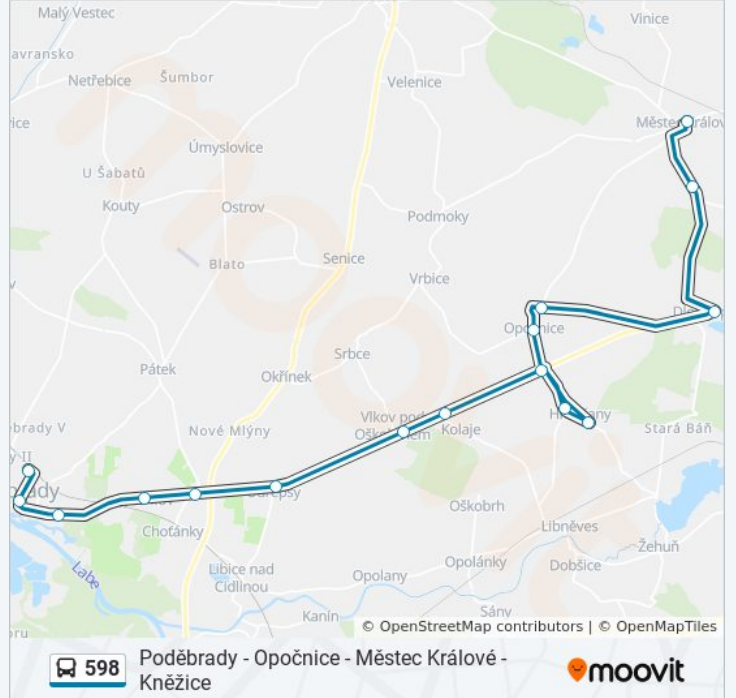 Malý Vestec
Vinice
Netřebice
Šumbor
Velenice
Úmyslovice
U Šabatů
Kouty
Ostrov
Podmoky
Senice
Blato
Vrbice
Srbce
Pátek
Okřínek
Vlkov pod
Kolaje
Nové Mlýny
Stará Báň
Oškobrh
Choťánky
Libněves
Žehuň
Dobšice
Opolánky
Libice nad
Cidlinou
Opolany
Labe
Sány
Kanín
© OpenStreetMap contributors | © OpenMapTiles
598
Poděbrady - Opočnice - Městec Králové -
Kněžice
moovit